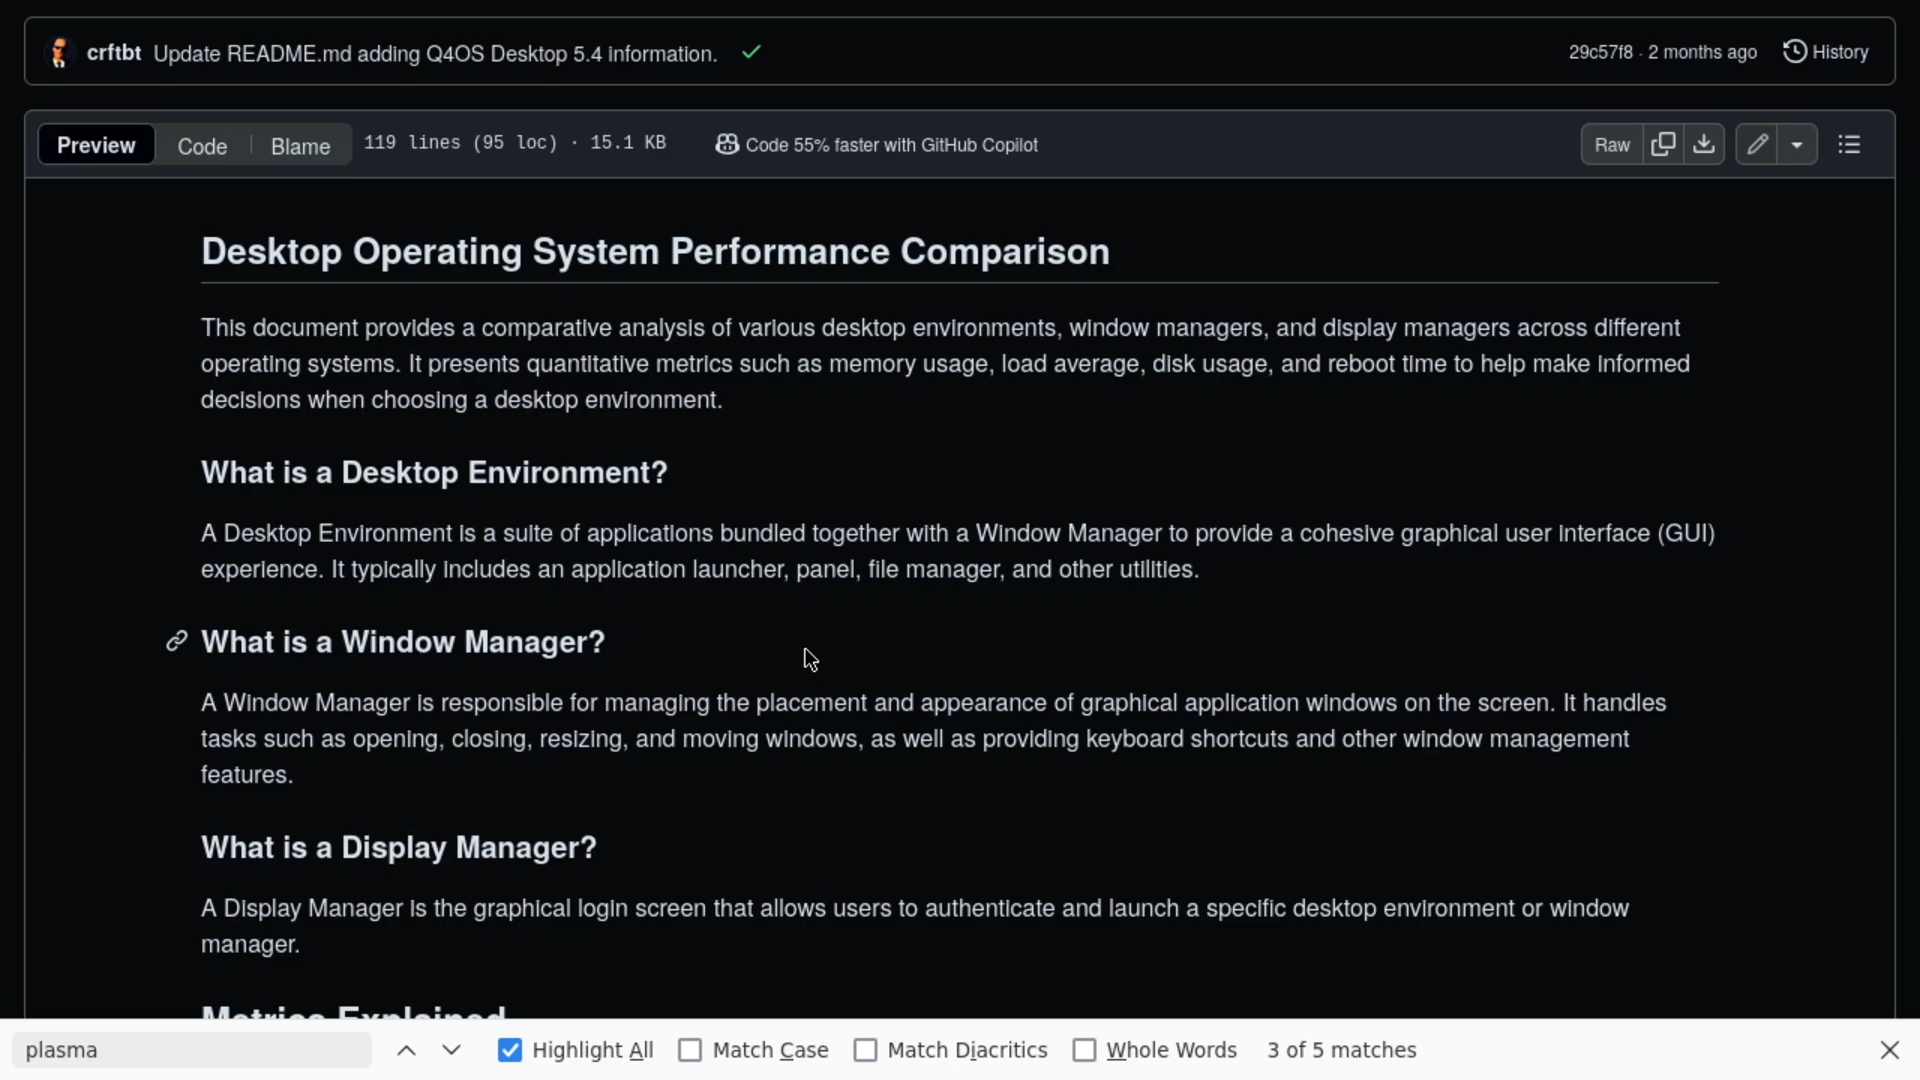 crftbt Update README.md adding Q4OS Desktop 5.4 information. 29c57f8 · 2 months ago History
Preview Code Blame 119 lines (95 loc) · 15.1 KB Code 55% faster with GitHub Copilot Raw
Desktop Operating System Performance Comparison
This document provides a comparative analysis of various desktop environments, window managers, and display managers across different
operating systems. It presents quantitative metrics such as memory usage, load average, disk usage, and reboot time to help make informed
decisions when choosing a desktop environment.
What is a Desktop Environment?
A Desktop Environment is a suite of applications bundled together with a Window Manager to provide a cohesive graphical user interface (GUI)
experience. It typically includes an application launcher, panel, file manager, and other utilities.
What is a Window Manager?
A Window Manager is responsible for managing the placement and appearance of graphical application windows on the screen. It handles
tasks such as opening, closing, resizing, and moving windows, as well as providing keyboard shortcuts and other window management
features.
What is a Display Manager?
A Display Manager is the graphical login screen that allows users to authenticate and launch a specific desktop environment or window
manager.
Metrics Explained
plasma Highlight All Match Case Match Diacritics Whole Words 3 of 5 matches